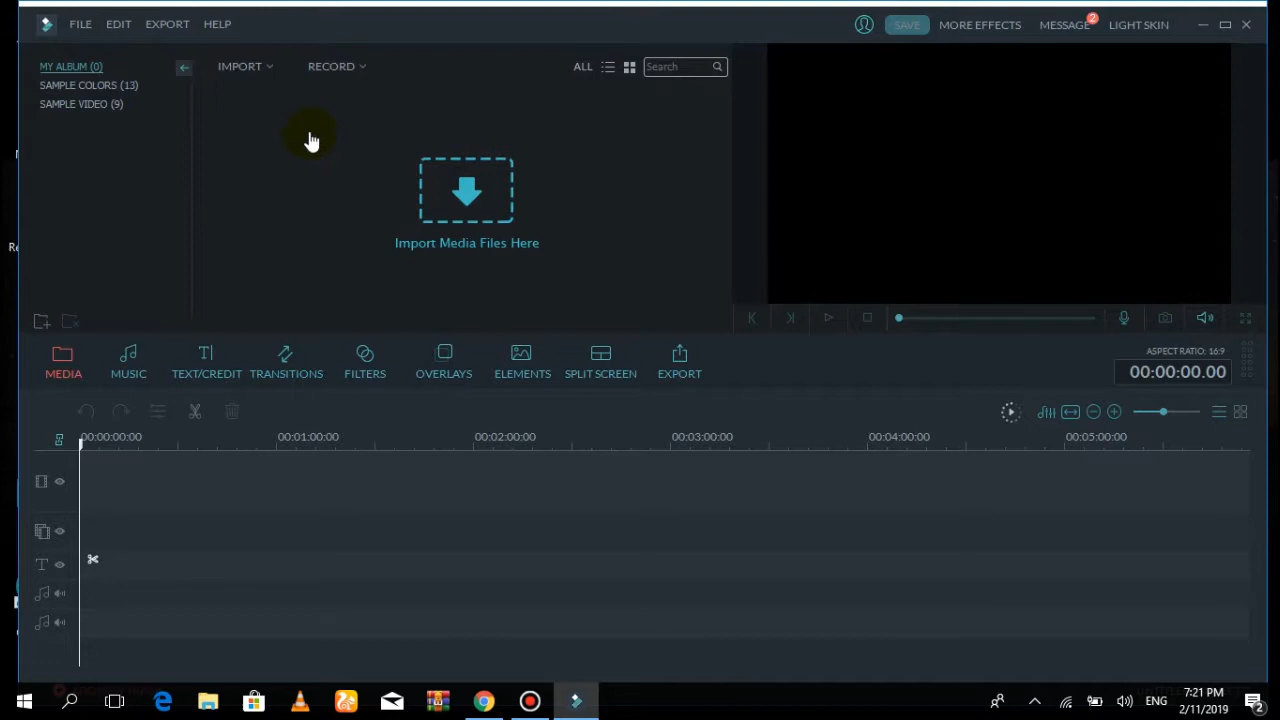 FILE EDIT EXPORT HELP SAVE MORE EFFECTS MESSAGE 2 LIGHT SKIN
MY ALBUM (0) IMPORT RECORD ALL Search
SAMPLE COLORS (13)
SAMPLE VIDEO (9)
Import Media Files Here
ASPECT RATIO: 16:9
00:00:00.00
MEDIA MUSIC TEXT/CREDIT TRANSITIONS FILTERS OVERLAYS ELEMENTS SPLIT SCREEN EXPORT
00:00:00:00 00:01:00:00 00:02:00:00 00:03:00:00 00:04:00:00 00:05:00:00
ENG 7:21 PM
2/11/2019 2